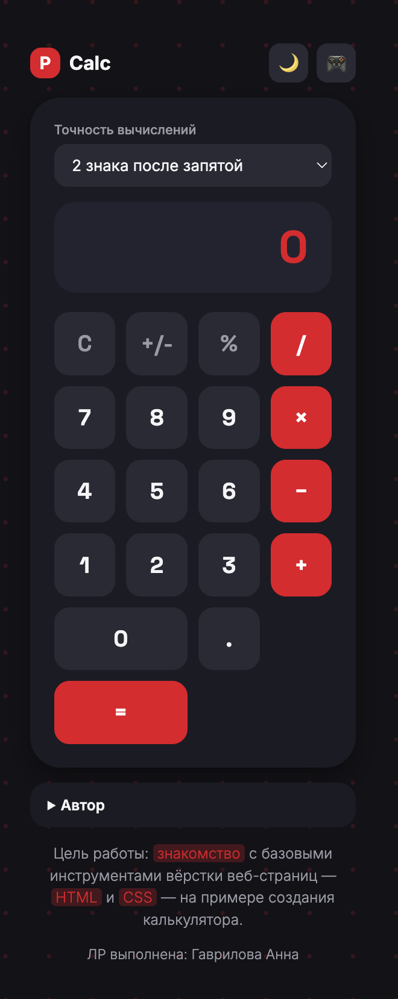 P Calc
Точность вычислений
2 знака после запятой
0
C +/- % /
7 8 9 ×
4 5 6 −
1 2 3 +
0 .
=
Автор
Цель работы: знакомство с базовыми
инструментами вёрстки веб-страниц —
HTML и CSS — на примере создания
калькулятора.
ЛР выполнена: Гаврилова Анна